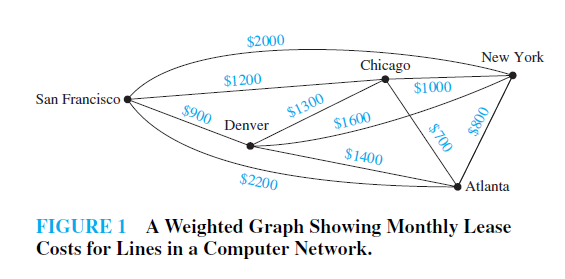 $2000
New York
Chicago
$1200
$1000
San Francisco
$900
$1300
Denver
$1600
$700
$800
$1400
$2200
Atlanta
FIGURE 1 A Weighted Graph Showing Monthly Lease
Costs for Lines in a Computer Network.